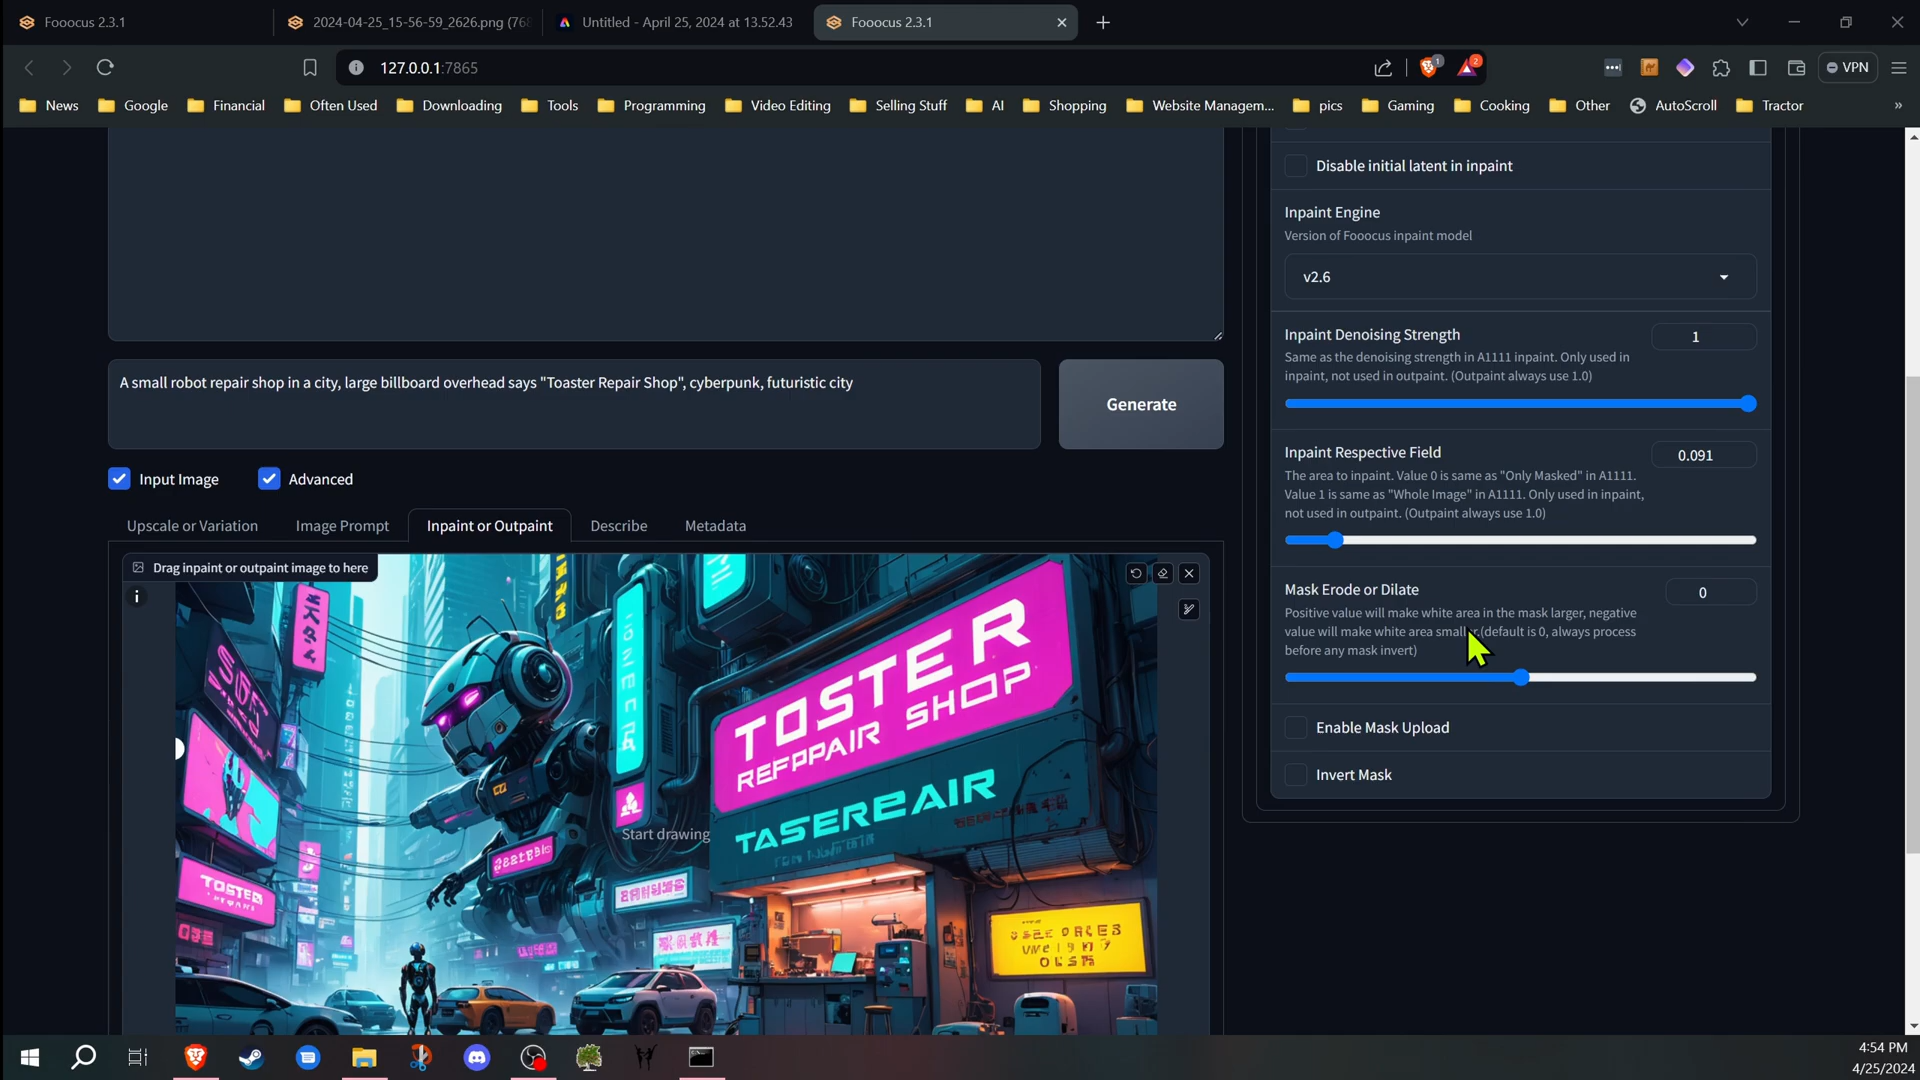 Fooocus 2.3.1
2024-04-25_15-56-59_2626.png (768
Untitled - April 25, 2024 at 13.52.43
Fooocus 2.3.1
127.0.0.1:7865
1
2
VPN
News
Google
Financial
Often Used
Downloading
Tools
Programming
Video Editing
Selling Stuff
AI
Shopping
Website Managem...
pics
Gaming
Cooking
Other
AutoScroll
Tractor
»
A small robot repair shop in a city, large billboard overhead says "Toaster Repair Shop", cyberpunk, futuristic city
Generate
Input Image
Advanced
Upscale or Variation
Image Prompt
Inpaint or Outpaint
Describe
Metadata
Drag inpaint or outpaint image to here
i
Start drawing
TOSTER
REFPPAIR SHOP
TASEREAIR
TOSTER
Disable initial latent in inpaint
Inpaint Engine
Version of Fooocus inpaint model
v2.6
Inpaint Denoising Strength
1
Same as the denoising strength in A1111 inpaint. Only used in
inpaint, not used in outpaint. (Outpaint always use 1.0)
Inpaint Respective Field
0.091
The area to inpaint. Value 0 is same as "Only Masked" in A1111.
Value 1 is same as "Whole Image" in A1111. Only used in inpaint,
not used in outpaint. (Outpaint always use 1.0)
Mask Erode or Dilate
0
Positive value will make white area in the mask larger, negative
value will make white area smaller.(default is 0, always process
before any mask invert)
Enable Mask Upload
Invert Mask
4:54 PM
4/25/2024